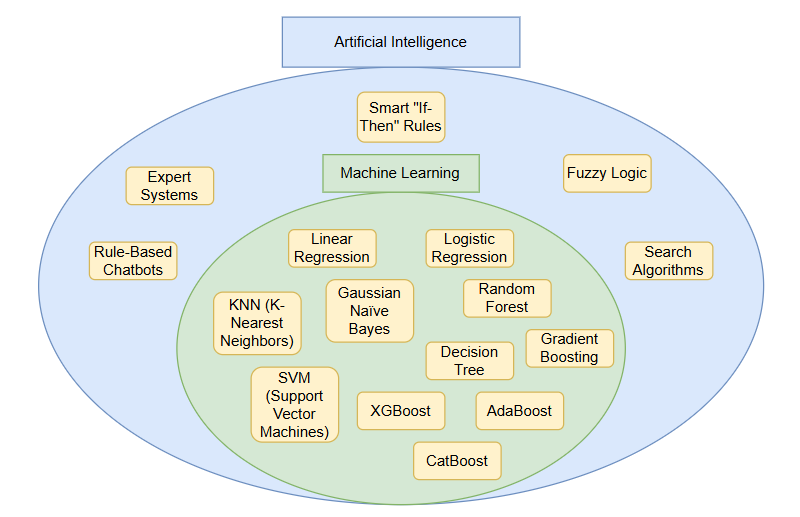 Artificial Intelligence
Smart "If-
Then" Rules
Machine Learning
Expert
Systems
Fuzzy Logic
Rule-Based
Chatbots
Search
Algorithms
Linear
Regression
Logistic
Regression
KNN (K-
Nearest
Neighbors)
Gaussian
Naïve
Bayes
Random
Forest
Decision
Tree
Gradient
Boosting
SVM
(Support
Vector
Machines)
XGBoost
AdaBoost
CatBoost